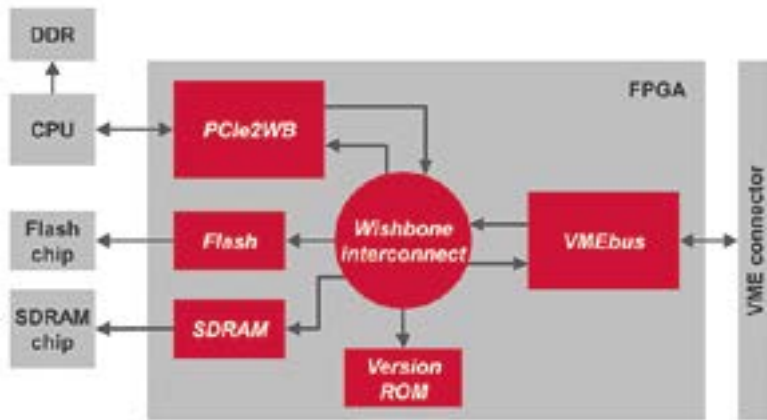 DDR
FPGA
CPU
PCIe2WB
Flash
chip
Flash
Wishbone
interconnect
VMEbus
VME connector
SDRAM
chip
SDRAM
Version
ROM